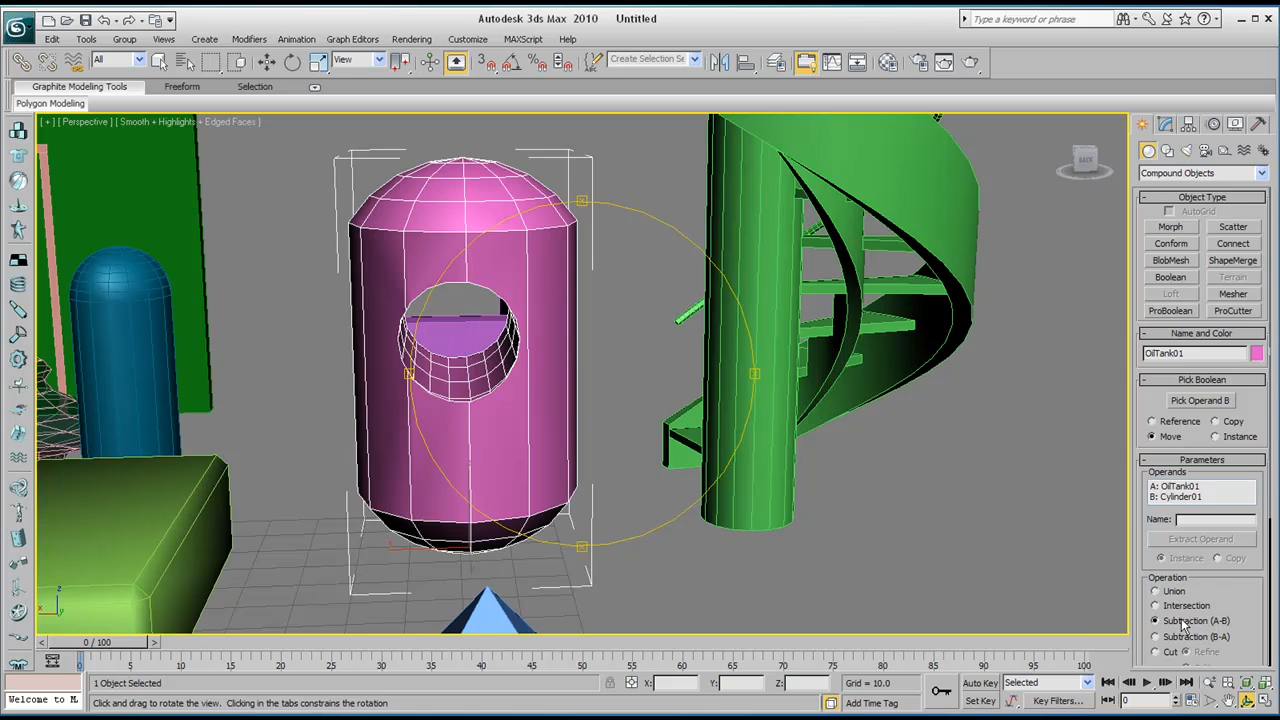 Autodesk 3ds Max 2010 Untitled
Type a keyword or phrase
Edit Tools Group Views Create Modifiers Animation Graph Editors Rendering Customize MAXScript Help
All View Create Selection Se
Graphite Modeling Tools Freeform Selection
Polygon Modeling
[ + ] [ Perspective ] [ Smooth + Highlights + Edged Faces ]
BACK
Compound Objects
Object Type
AutoGrid
Morph Scatter
Conform Connect
BlobMesh ShapeMerge
Boolean Terrain
Loft Mesher
ProBoolean ProCutter
Name and Color
OilTank01
Pick Boolean
Pick Operand B
Reference Copy
Move Instance
Parameters
Operands
A: OilTank01
B: Cylinder01
Name:
Extract Operand
Instance Copy
Operation
Union
Intersection
Subtraction (A-B)
Subtraction (B-A)
Cut Refine
x
z
x y
0 / 100
5 10 15 20 25 30 35 40 45 50 55 60 65 70 75 80 85 90 95 100
1 Object Selected X: Y: Z: Grid = 10.0 Auto Key Selected
Welcome to M Click and drag to rotate the view. Clicking in the tabs constrains the rotation Add Time Tag Set Key Key Filters... 0